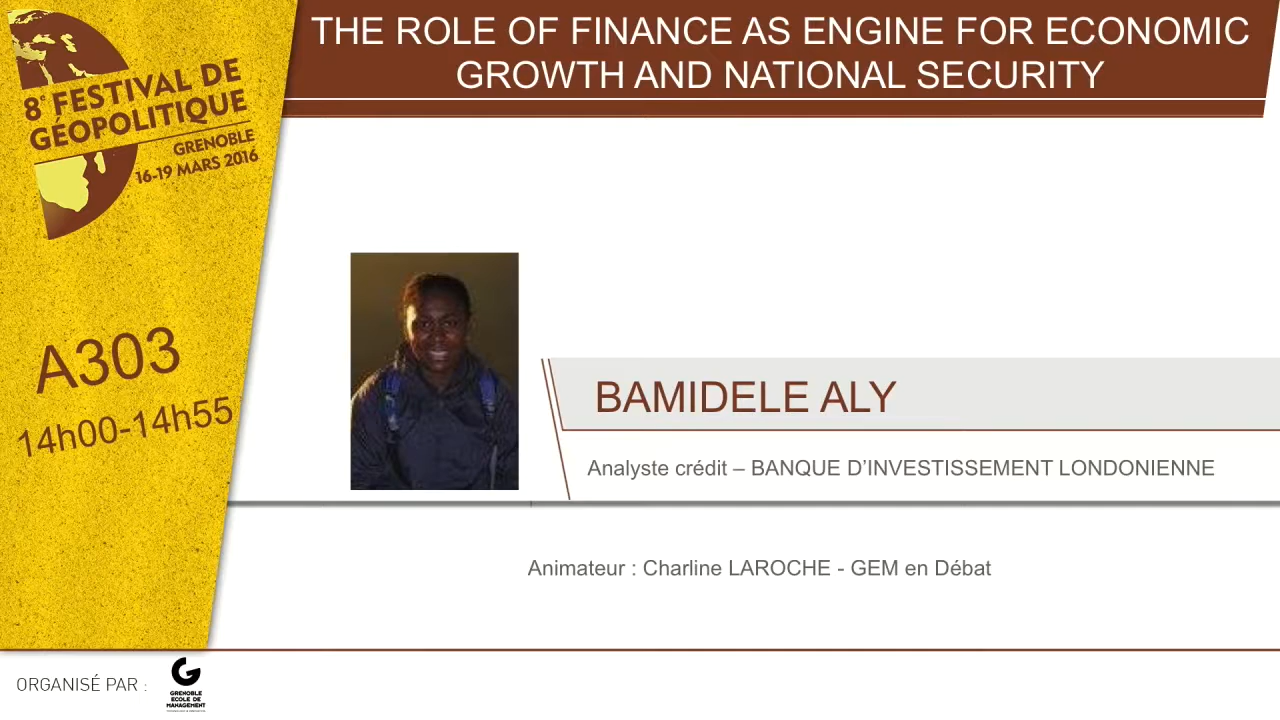 THE ROLE OF FINANCE AS ENGINE FOR ECONOMIC
GROWTH AND NATIONAL SECURITY
8e FESTIVAL DE
GÉOPOLITIQUE
GRENOBLE
16-19 MARS 2016
A303
14h00-14h55
BAMIDELE ALY
Analyste crédit – BANQUE D’INVESTISSEMENT LONDONIENNE
Animateur : Charline LAROCHE - GEM en Débat
ORGANISÉ PAR :
GRENOBLE
ECOLE DE
MANAGEMENT